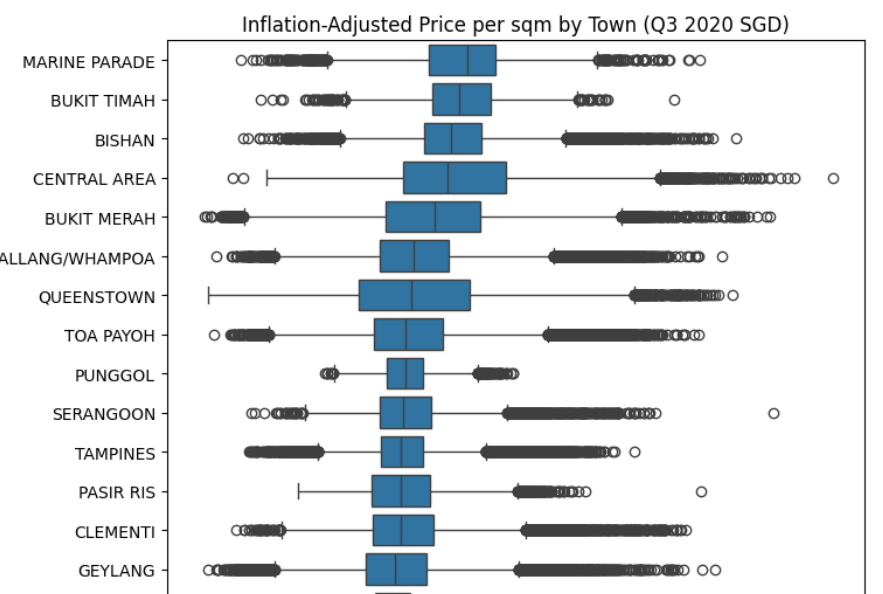 Inflation-Adjusted Price per sqm by Town (Q3 2020 SGD)
MARINE PARADE
BUKIT TIMAH
BISHAN
CENTRAL AREA
BUKIT MERAH
ALLANG/WHAMPOA
QUEENSTOWN
TOA PAYOH
PUNGGOL
SERANGOON
TAMPINES
PASIR RIS
CLEMENTI
GEYLANG